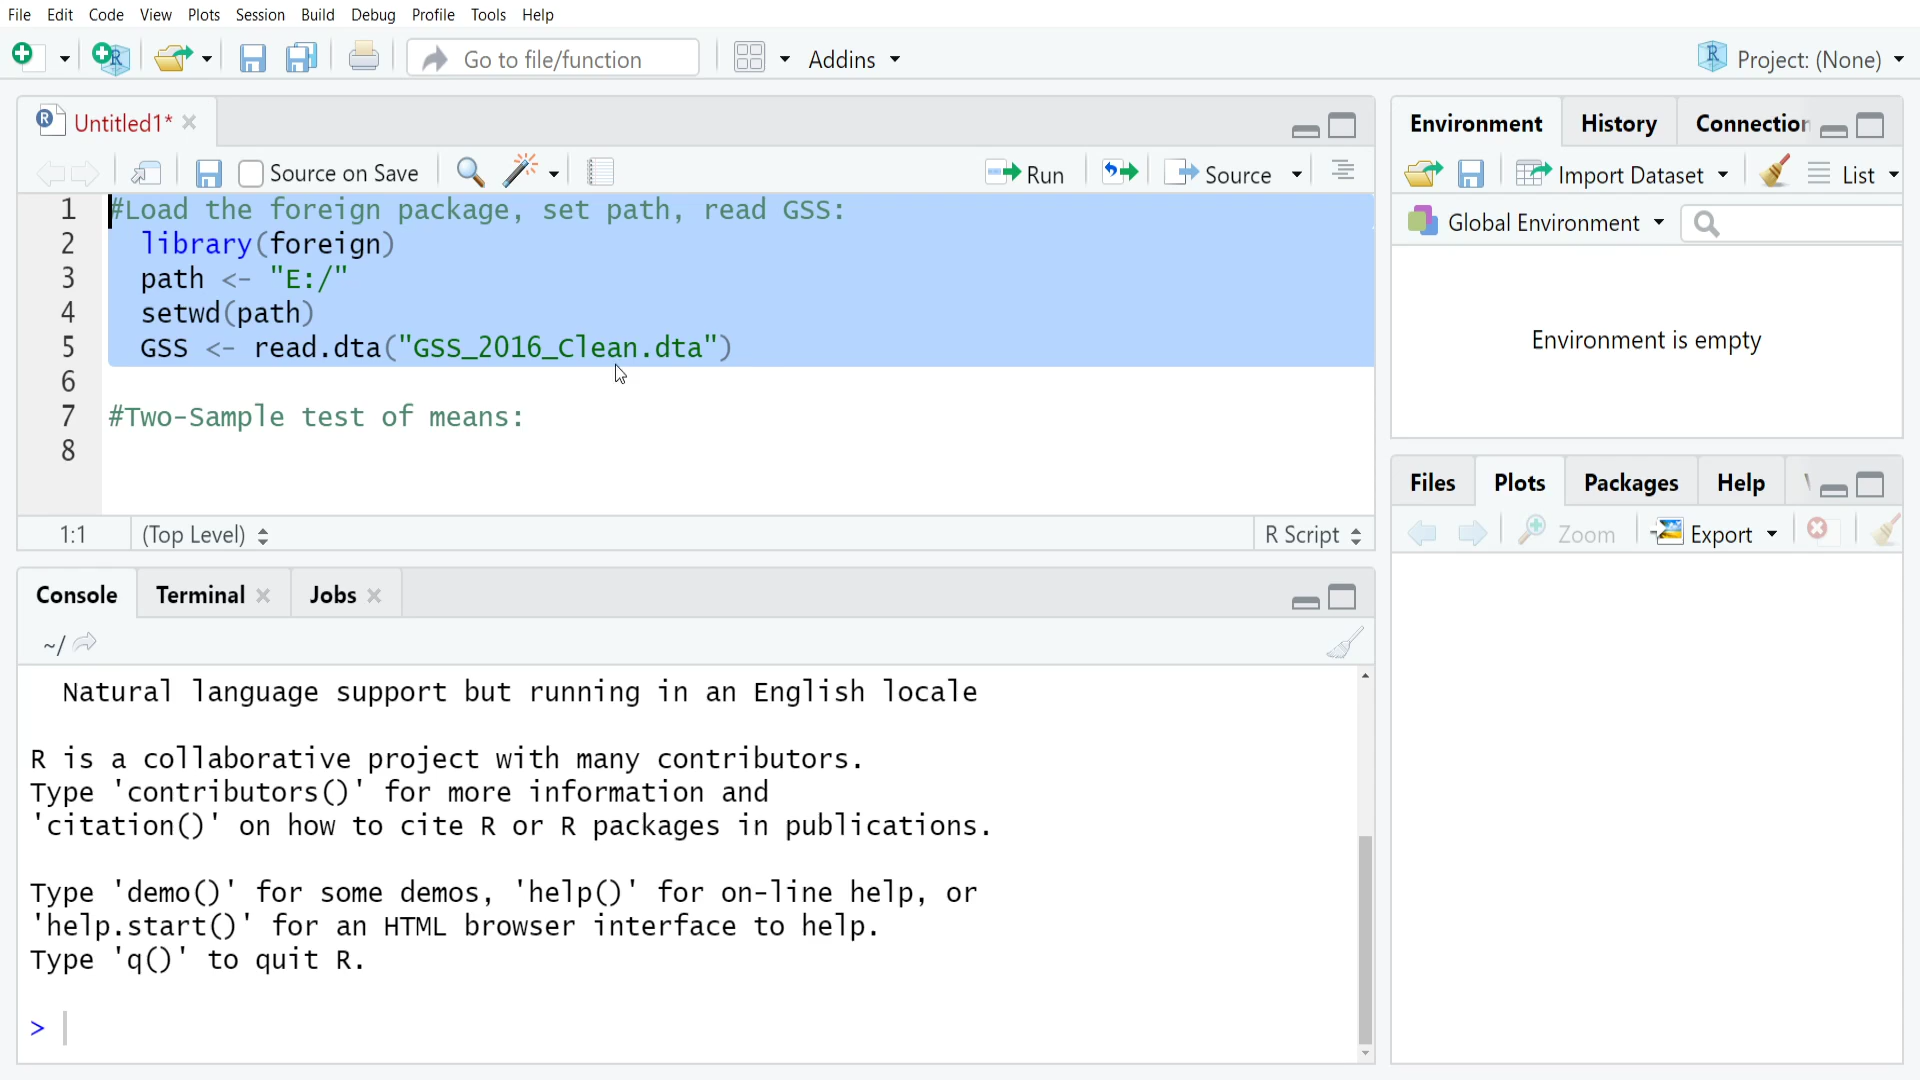 File Edit Code View Plots Session Build Debug Profile Tools Help
Go to file/function Addins Project: (None)
Untitled1*
Source on Save Run Source
1 #Load the foreign package, set path, read GSS:
2 library(foreign)
3 path <- "E:/"
4 setwd(path)
5 GSS <- read.dta("GSS_2016_Clean.dta")
6
7 #Two-Sample test of means:
8
1:1 (Top Level) R Script
Console Terminal Jobs
~/
Natural language support but running in an English locale
R is a collaborative project with many contributors.
Type 'contributors()' for more information and
'citation()' on how to cite R or R packages in publications.
Type 'demo()' for some demos, 'help()' for on-line help, or
'help.start()' for an HTML browser interface to help.
Type 'q()' to quit R.
>
Environment History Connection
Import Dataset List
Global Environment
Environment is empty
Files Plots Packages Help
Zoom Export